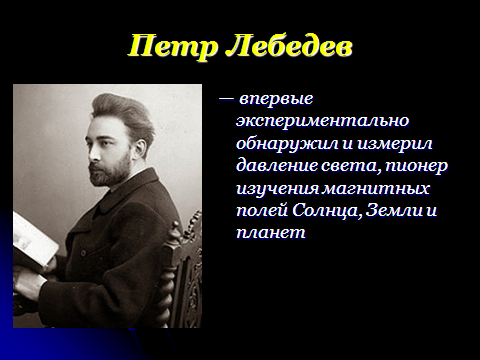 Петр Лебедев
— впервые
экспериментально
обнаружил и измерил
давление света, пионер
изучения магнитных
полей Солнца, Земли и
планет